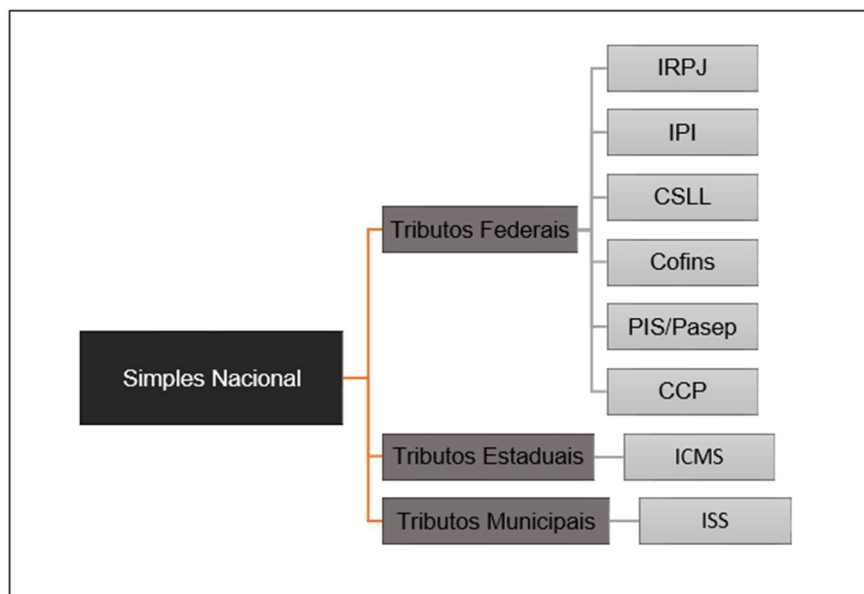 Simples Nacional
Tributos Federais
IRPJ
IPI
CSLL
Cofins
PIS/Pasep
CCP
Tributos Estaduais
ICMS
Tributos Municipais
ISS